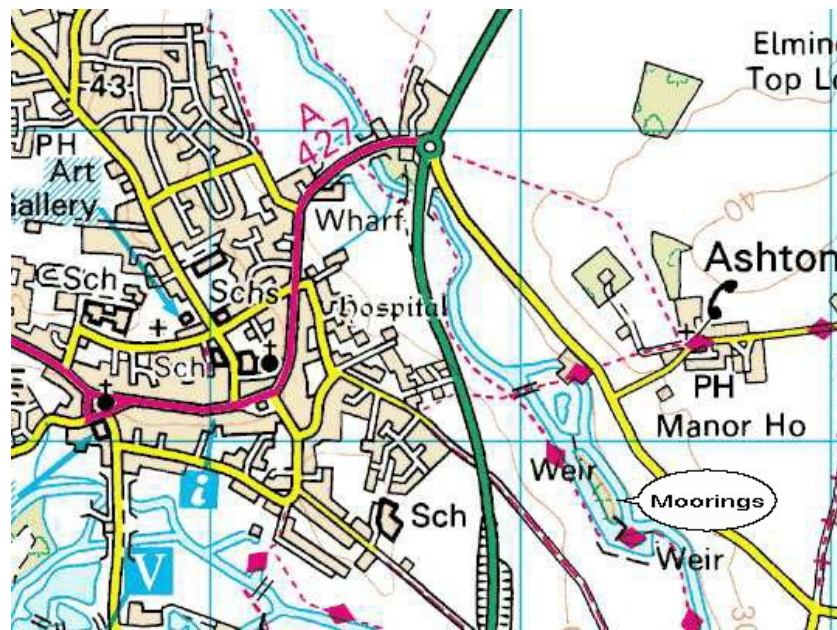 Elmin
Top Lo
43
A
427
PH
Art
Gallery
Wharf
40
Ashton
Sch
Schs
Hospital
Sch
PH
Manor Ho
Weir
Moorings
i
Sch
Weir
V
30